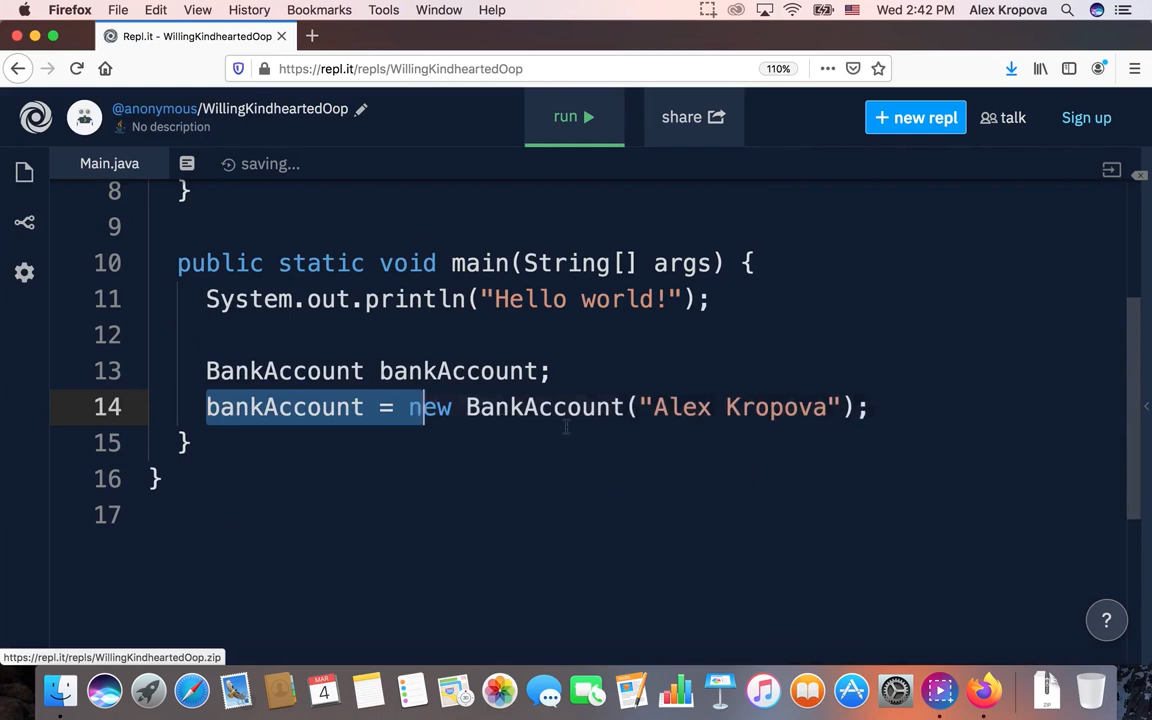 Firefox File Edit View History Bookmarks Tools Window Help Wed 2:42 PM Alex Kropova
Repl.it - WillingKindheartedOop
https://repl.it/repls/WillingKindheartedOop 110%
@anonymous/WillingKindheartedOop
No description
run
share
+ new repl
talk
Sign up
Main.java
saving...
8 }
9
10 public static void main(String[] args) {
11 System.out.println("Hello world!");
12
13 BankAccount bankAccount;
14 bankAccount = new BankAccount("Alex Kropova");
15 }
16 }
17
?
https://repl.it/repls/WillingKindheartedOop.zip
MAR
4
ZIP